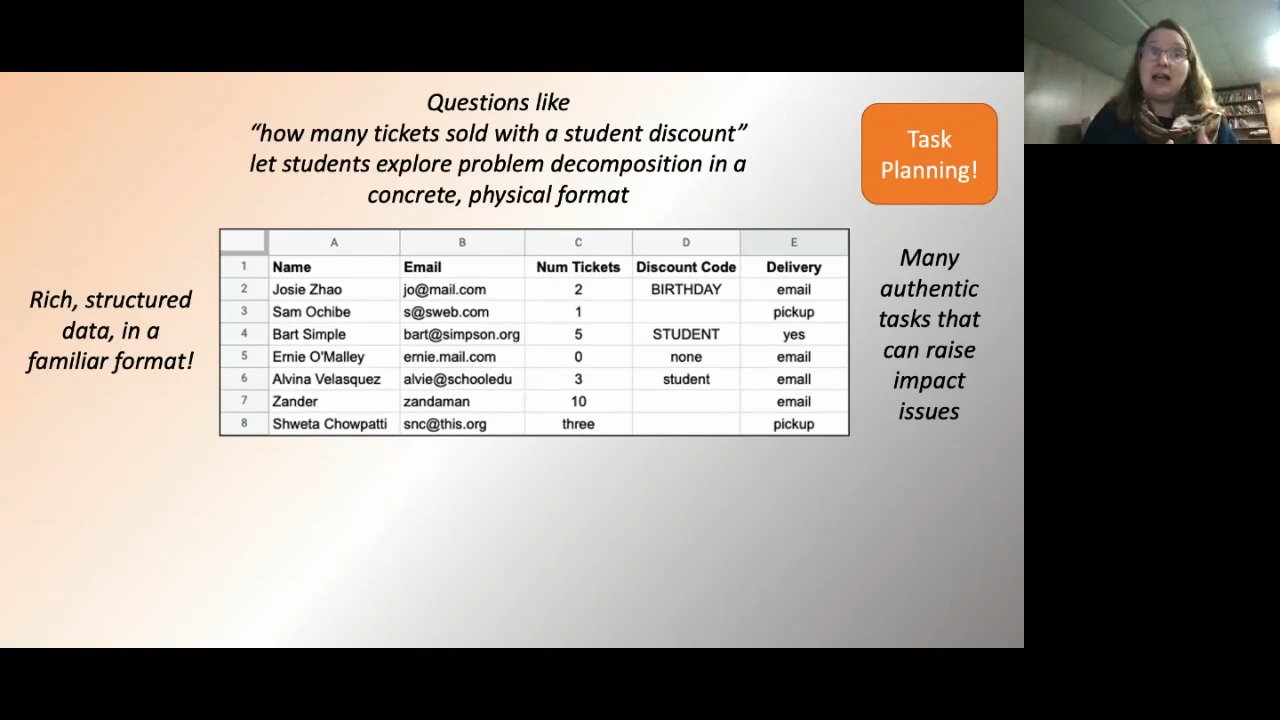 Questions like
“how many tickets sold with a student discount”
let students explore problem decomposition in a
concrete, physical format
Task
Planning!
Rich, structured
data, in a
familiar format!
A B C D E
1 Name Email Num Tickets Discount Code Delivery
2 Josie Zhao jo@mail.com 2 BIRTHDAY email
3 Sam Ochibe s@sweb.com 1 pickup
4 Bart Simple bart@simpson.org 5 STUDENT yes
5 Ernie O'Malley ernie.mail.com 0 none email
6 Alvina Velasquez alvie@schooledu 3 student emall
7 Zander zandaman 10 email
8 Shweta Chowpatti snc@this.org three pickup
Many
authentic
tasks that
can raise
impact
issues